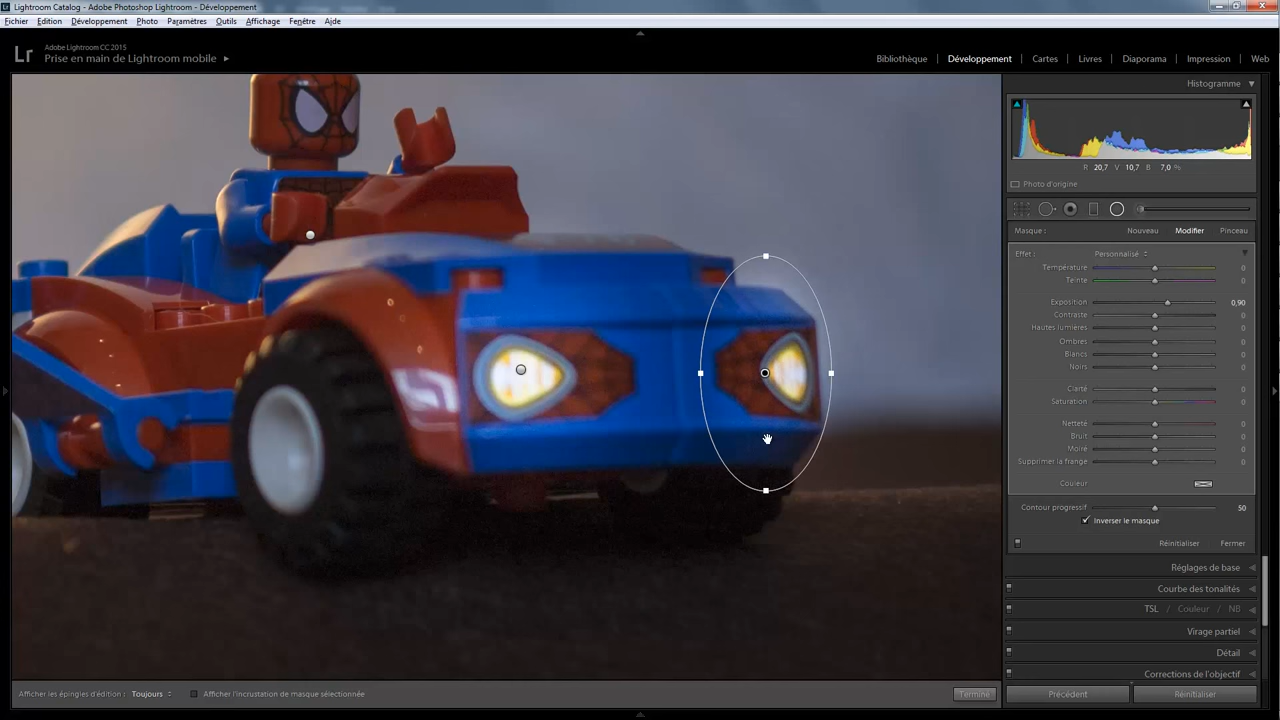 Lightroom Catalog - Adobe Photoshop Lightroom - Développement
Fichier Edition Développement Photo Paramètres Outils Affichage Fenêtre Aide
Lr
Adobe Lightroom CC 2015
Prise en main de Lightroom mobile
Bibliothèque Développement Cartes Livres Diaporama Impression Web
Histogramme
R 20,7 V 10,7 B 7,0 %
Photo d'origine
Masque : Nouveau Modifier Pinceau
Effet : Personnalisé
Température 0
Teinte 0
Exposition 0,90
Contraste 0
Hautes lumières 0
Ombres 0
Blancs 0
Noirs 0
Clarté 0
Saturation 0
Netteté 0
Bruit 0
Moiré 0
Supprimer la frange 0
Couleur
Contour progressif 50
Inverser le masque
Réinitialiser Fermer
Réglages de base
Courbe des tonalités
TSL / Couleur / NB
Virage partiel
Détail
Corrections de l'objectif
Afficher les épingles d'édition : Toujours Afficher l'incrustation de masque sélectionnée Terminé
Précédent Réinitialiser